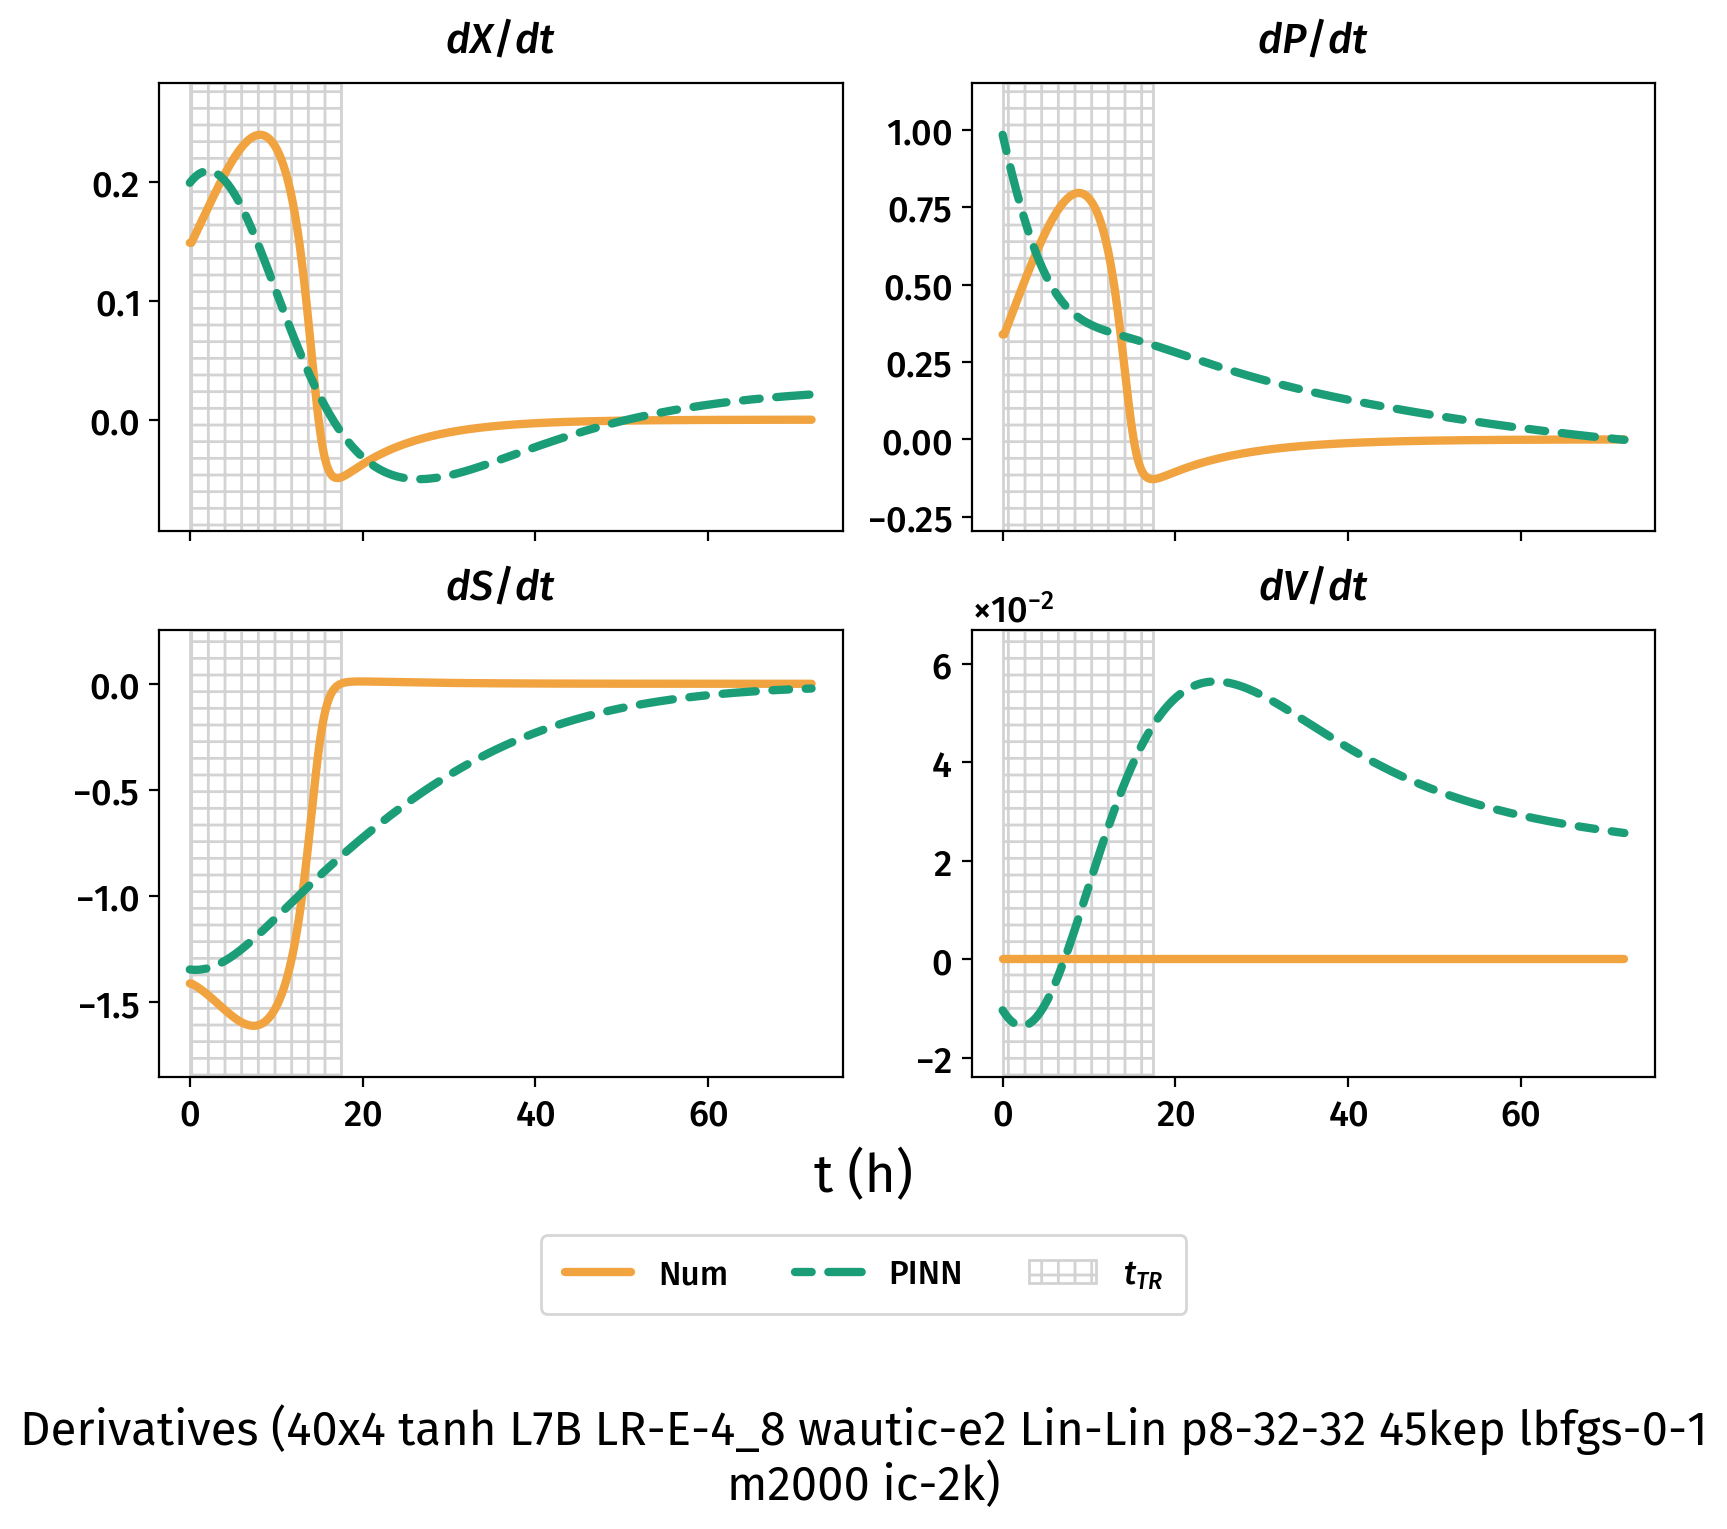 dX/dt
dP/dt
0.2
0.1
0.0
1.00
0.75
0.50
0.25
0.00
−0.25
dS/dt
dV/dt
×10⁻²
0.0
−0.5
−1.0
−1.5
6
4
2
0
−2
0 20 40 60
0 20 40 60
t (h)
Num PINN t_TR
Derivatives (40x4 tanh L7B LR-E-4_8 wautic-e2 Lin-Lin p8-32-32 45kep lbfgs-0-1
m2000 ic-2k)